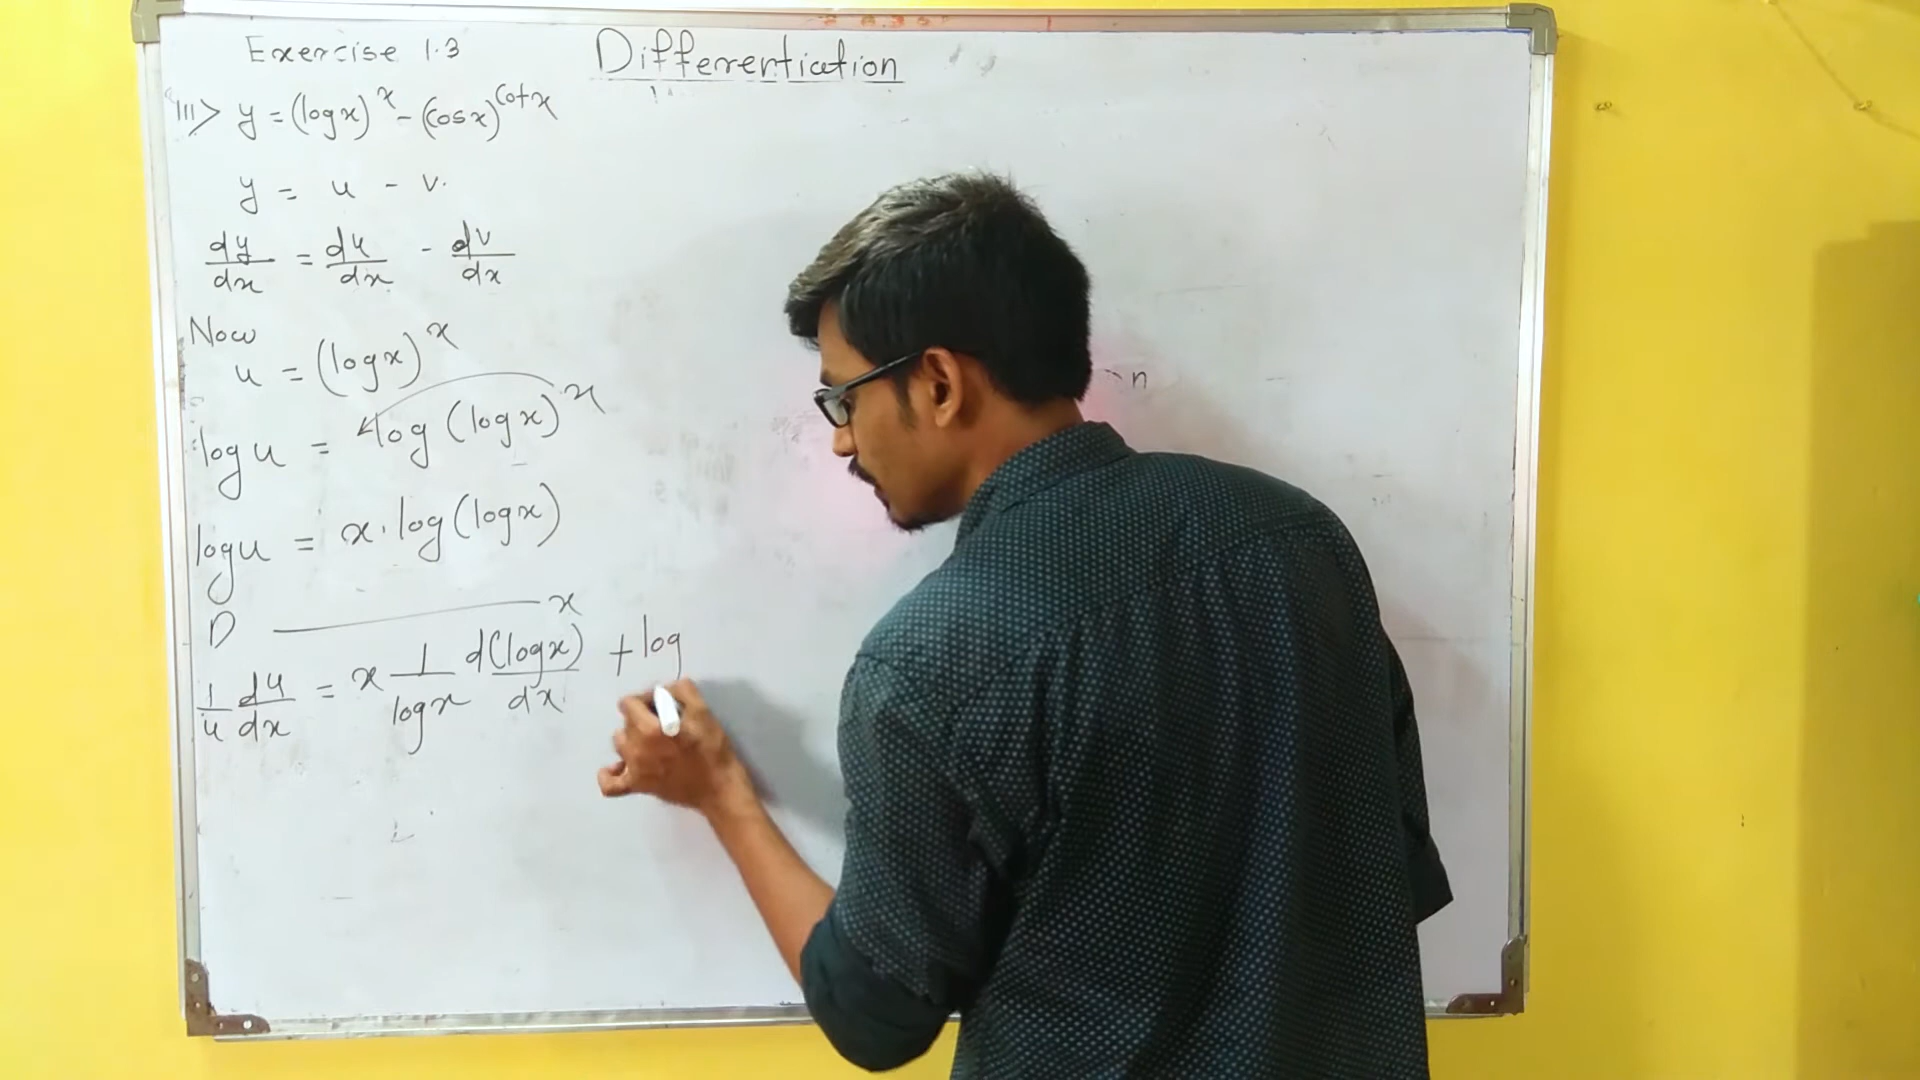 Exercise 1.3
Differentiation
III> y = (log x)^x - (cos x)^cot x
y = u - v.
dy/dx = du/dx - dv/dx
Now
u = (log x)^x
log u = log (log x)^x
log u = x · log (log x)
D ——— x
1/u du/dx = x 1/log x d(log x)/dx + log
n